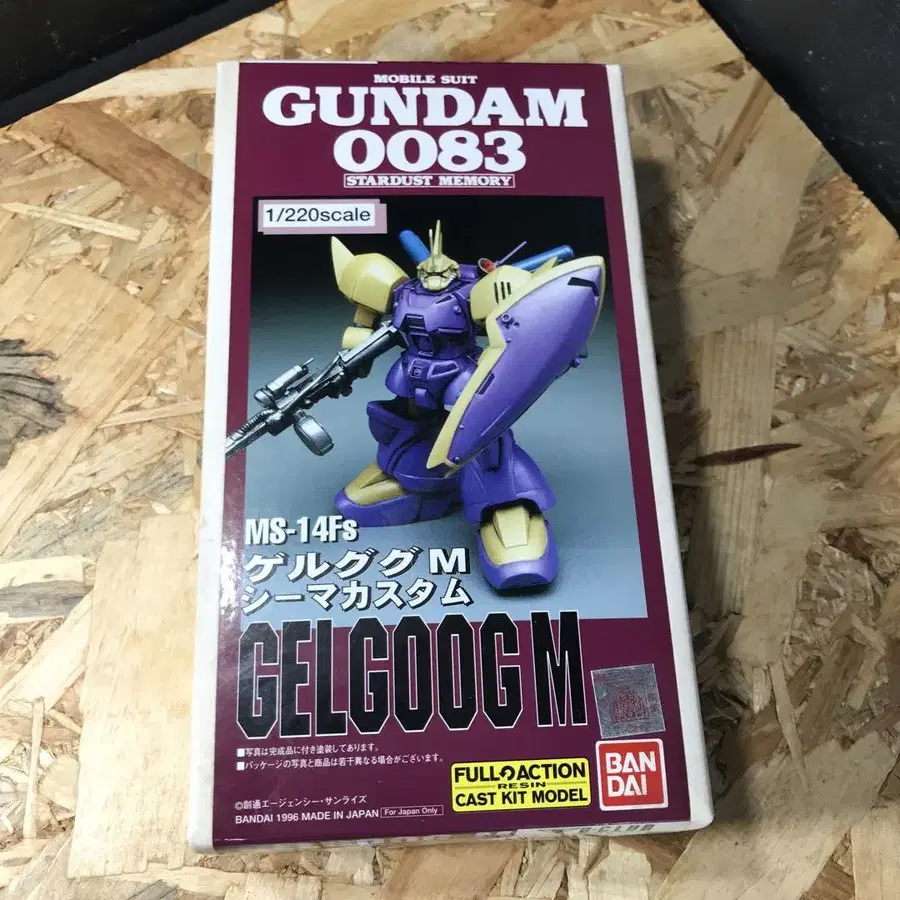 MOBILE SUIT
GUNDAM
0083
STARDUST MEMORY
1/220scale
MS-14Fs
ゲルググM
シーマカスタム
GELGOOG M
■写真は完成品に付き塗装してあります。
■パッケージの写真と商品は若干異なる場合がございます。
©創通エージェンシー・サンライズ
BANDAI 1996 MADE IN JAPAN For Japan Only
FULL ACTION
RESIN
CAST KIT MODEL
BAN
DAI